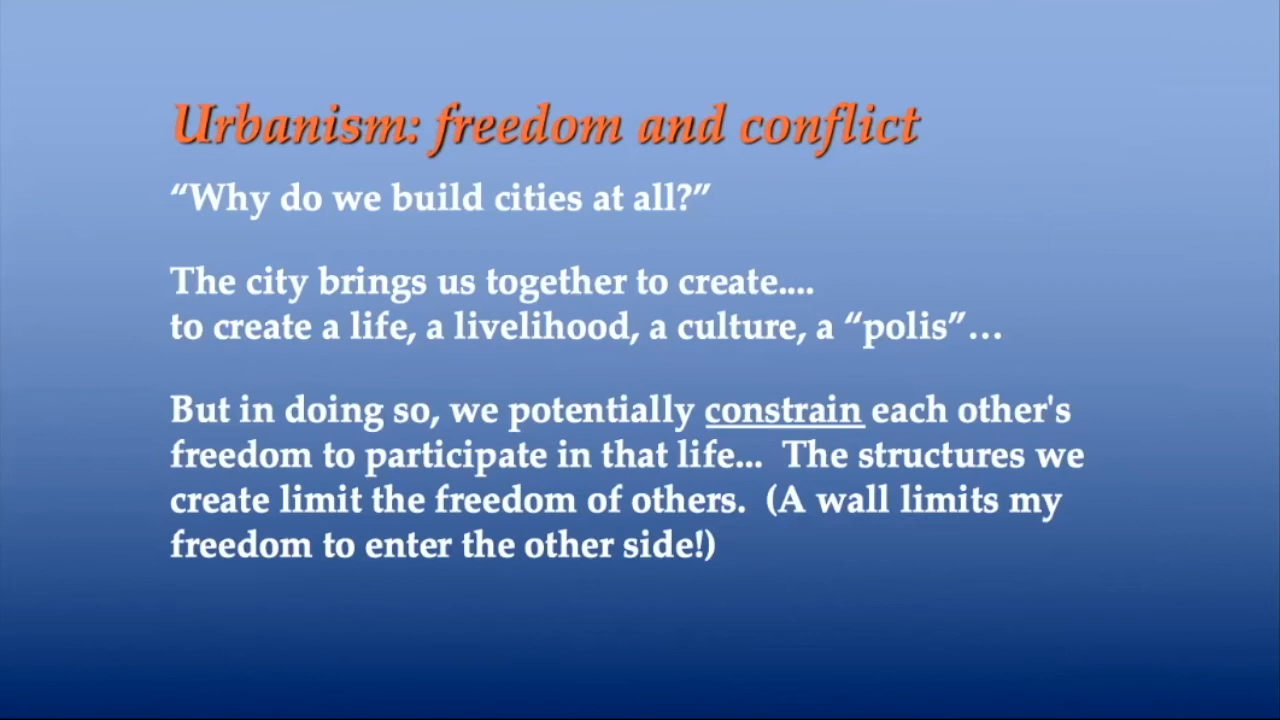 Urbanism: freedom and conflict
“Why do we build cities at all?”
The city brings us together to create....
to create a life, a livelihood, a culture, a “polis”…
But in doing so, we potentially constrain each other's
freedom to participate in that life... The structures we
create limit the freedom of others. (A wall limits my
freedom to enter the other side!)